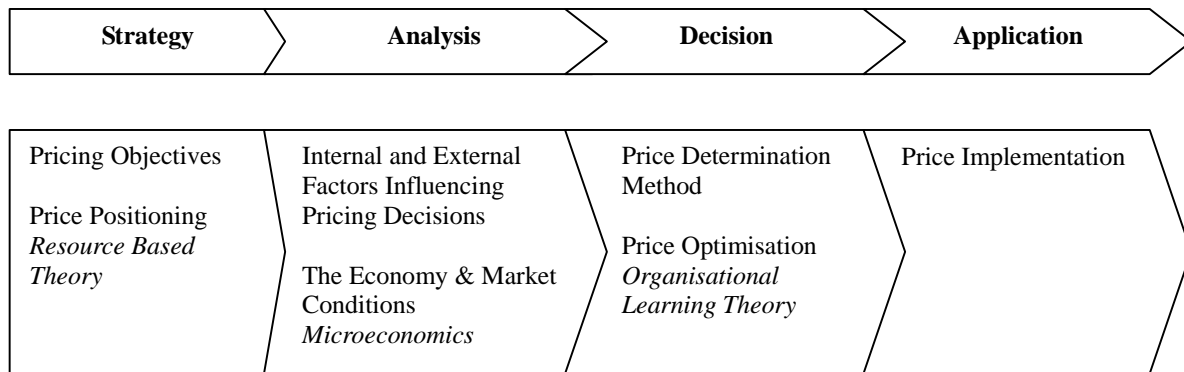 Strategy
Analysis
Decision
Application
Pricing Objectives
Price Positioning
Resource Based
Theory
Internal and External
Factors Influencing
Pricing Decisions
The Economy & Market
Conditions
Microeconomics
Price Determination
Method
Price Optimisation
Organisational
Learning Theory
Price Implementation